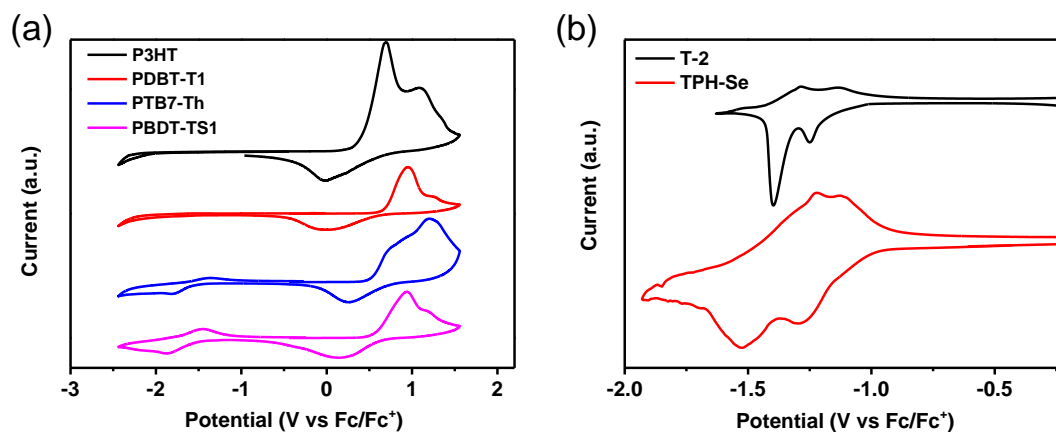 (a)
P3HT
PDBT-T1
PTB7-Th
PBDT-TS1
Current (a.u.)
-3 -2 -1 0 1 2
Potential (V vs Fc/Fc⁺)
(b)
T-2
TPH-Se
Current (a.u.)
-2.0 -1.5 -1.0 -0.5
Potential (V vs Fc/Fc⁺)